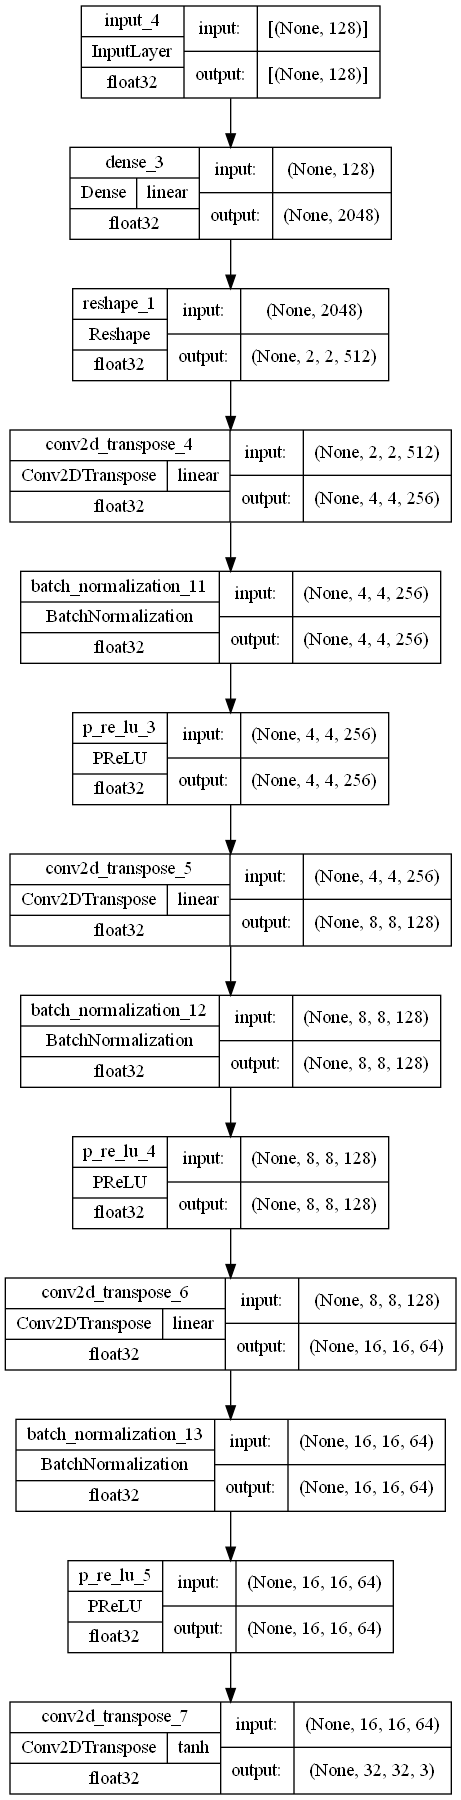 input_4
InputLayer
float32
input:
[(None, 128)]
output:
[(None, 128)]
dense_3
Dense
linear
float32
input:
(None, 128)
output:
(None, 2048)
reshape_1
Reshape
float32
input:
(None, 2048)
output:
(None, 2, 2, 512)
conv2d_transpose_4
Conv2DTranspose
linear
float32
input:
(None, 2, 2, 512)
output:
(None, 4, 4, 256)
batch_normalization_11
BatchNormalization
float32
input:
(None, 4, 4, 256)
output:
(None, 4, 4, 256)
p_re_lu_3
PReLU
float32
input:
(None, 4, 4, 256)
output:
(None, 4, 4, 256)
conv2d_transpose_5
Conv2DTranspose
linear
float32
input:
(None, 4, 4, 256)
output:
(None, 8, 8, 128)
batch_normalization_12
BatchNormalization
float32
input:
(None, 8, 8, 128)
output:
(None, 8, 8, 128)
p_re_lu_4
PReLU
float32
input:
(None, 8, 8, 128)
output:
(None, 8, 8, 128)
conv2d_transpose_6
Conv2DTranspose
linear
float32
input:
(None, 8, 8, 128)
output:
(None, 16, 16, 64)
batch_normalization_13
BatchNormalization
float32
input:
(None, 16, 16, 64)
output:
(None, 16, 16, 64)
p_re_lu_5
PReLU
float32
input:
(None, 16, 16, 64)
output:
(None, 16, 16, 64)
conv2d_transpose_7
Conv2DTranspose
tanh
float32
input:
(None, 16, 16, 64)
output:
(None, 32, 32, 3)